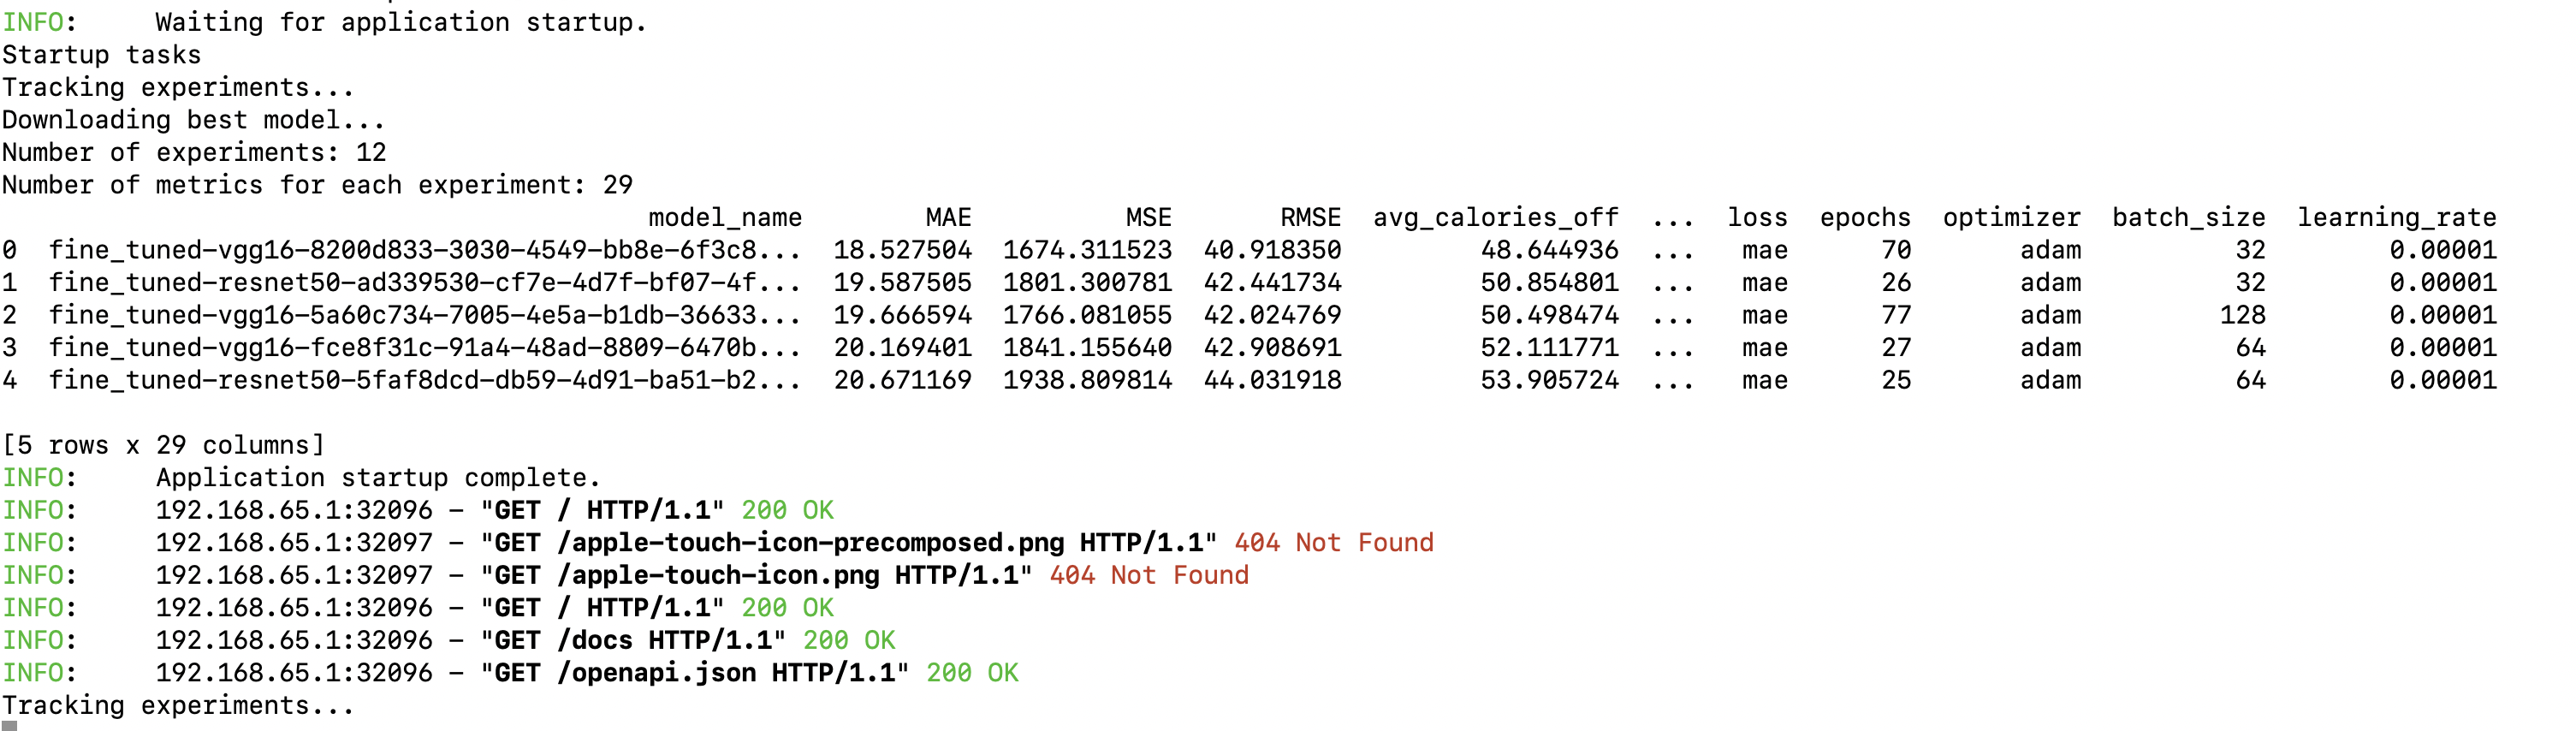 INFO:     Waiting for application startup.
Startup tasks
Tracking experiments...
Downloading best model...
Number of experiments: 12
Number of metrics for each experiment: 29
                                          model_name        MAE          MSE       RMSE  avg_calories_off  ...  loss  epochs  optimizer  batch_size  learning_rate
0  fine_tuned-vgg16-8200d833-3030-4549-bb8e-6f3c8...  18.527504  1674.311523  40.918350         48.644936  ...   mae      70       adam          32        0.00001
1  fine_tuned-resnet50-ad339530-cf7e-4d7f-bf07-4f...  19.587505  1801.300781  42.441734         50.854801  ...   mae      26       adam          32        0.00001
2  fine_tuned-vgg16-5a60c734-7005-4e5a-b1db-36633...  19.666594  1766.081055  42.024769         50.498474  ...   mae      77       adam         128        0.00001
3  fine_tuned-vgg16-fce8f31c-91a4-48ad-8809-6470b...  20.169401  1841.155640  42.908691         52.111771  ...   mae      27       adam          64        0.00001
4  fine_tuned-resnet50-5faf8dcd-db59-4d91-ba51-b2...  20.671169  1938.809814  44.031918         53.905724  ...   mae      25       adam          64        0.00001
[5 rows x 29 columns]
INFO:     Application startup complete.
INFO:     192.168.65.1:32096 - "GET / HTTP/1.1" 200 OK
INFO:     192.168.65.1:32097 - "GET /apple-touch-icon-precomposed.png HTTP/1.1" 404 Not Found
INFO:     192.168.65.1:32097 - "GET /apple-touch-icon.png HTTP/1.1" 404 Not Found
INFO:     192.168.65.1:32096 - "GET / HTTP/1.1" 200 OK
INFO:     192.168.65.1:32096 - "GET /docs HTTP/1.1" 200 OK
INFO:     192.168.65.1:32096 - "GET /openapi.json HTTP/1.1" 200 OK
Tracking experiments...